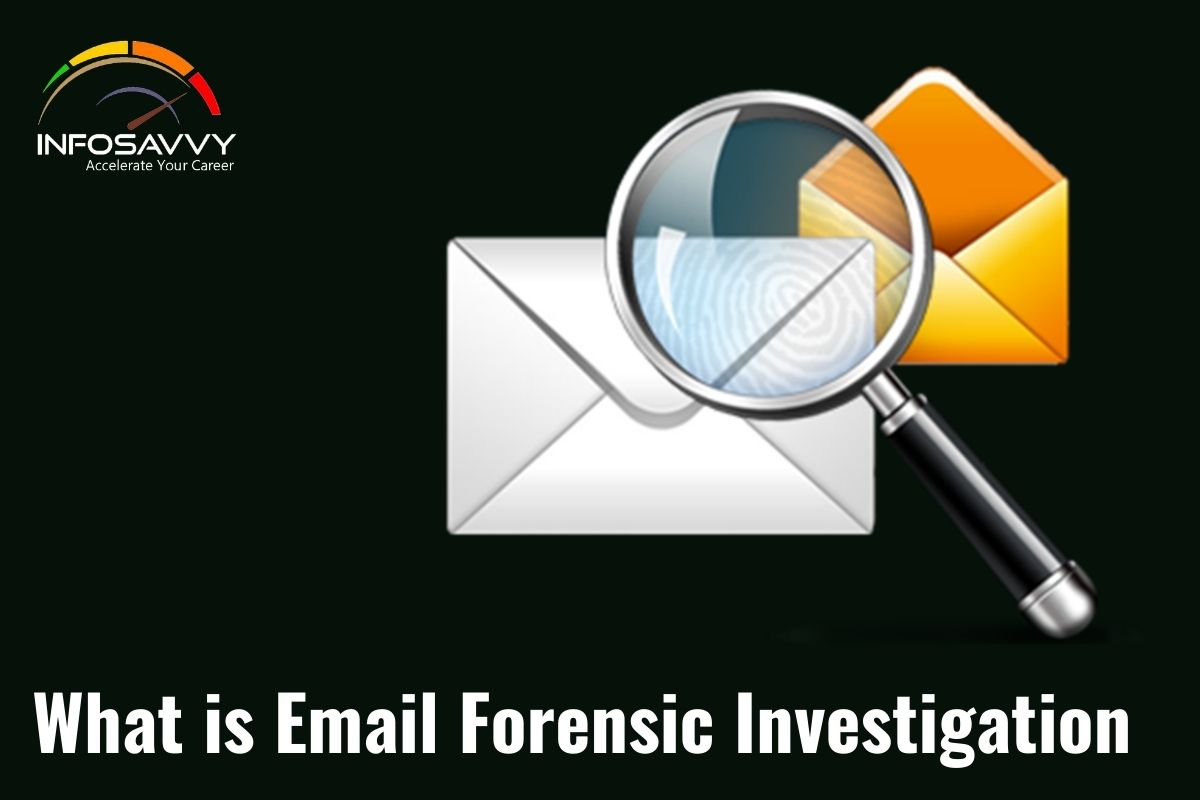 INFOSAVVY
Accelerate Your Career
What is Email Forensic Investigation